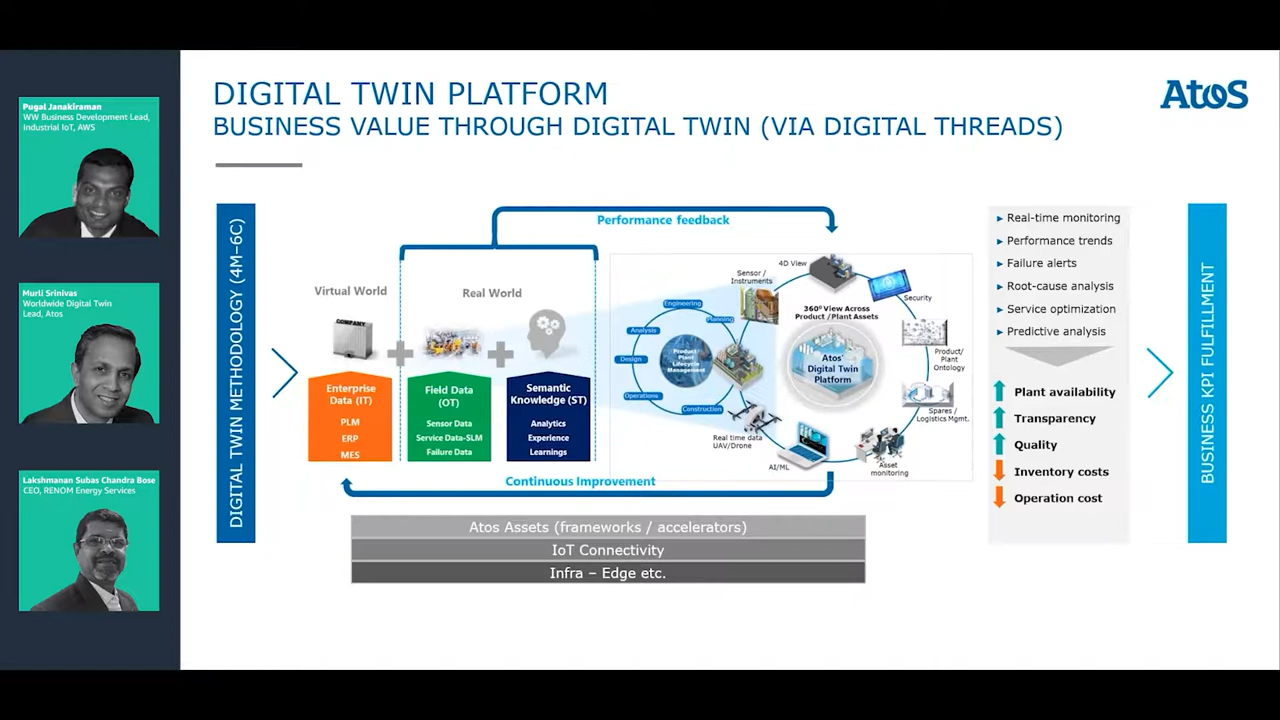 Pugal Janakiraman
WW Business Development Lead,
Industrial IoT, AWS
Murli Srinivas
Worldwide Digital Twin
Lead, Atos
Lakshmanan Subas Chandra Bose
CEO, RENOM Energy Services
DIGITAL TWIN PLATFORM
BUSINESS VALUE THROUGH DIGITAL TWIN (VIA DIGITAL THREADS)
Atos
DIGITAL TWIN METHODOLOGY (4M–6C)
Performance feedback
Virtual World
Real World
COMPANY
Enterprise
Data (IT)
PLM
ERP
MES
Field Data
(OT)
Sensor Data
Service Data-SLM
Failure Data
Semantic
Knowledge (ST)
Analytics
Experience
Learnings
Continuous Improvement
Engineering
Planning
Analysis
Design
Operations
Construction
Product/
Plant
Lifecycle
Management
Sensor /
Instruments
4D View
Security
360⁰ View Across
Product /Plant Assets
Atos'
Digital Twin
Platform
Product/
Plant
Ontology
Spares /
Logistics Mgmt.
Asset
monitoring
AI/ML
Real time data
UAV/Drone
Atos Assets (frameworks / accelerators)
IoT Connectivity
Infra – Edge etc.
Real-time monitoring
Performance trends
Failure alerts
Root-cause analysis
Service optimization
Predictive analysis
Plant availability
Transparency
Quality
Inventory costs
Operation cost
BUSINESS KPI FULFILLMENT